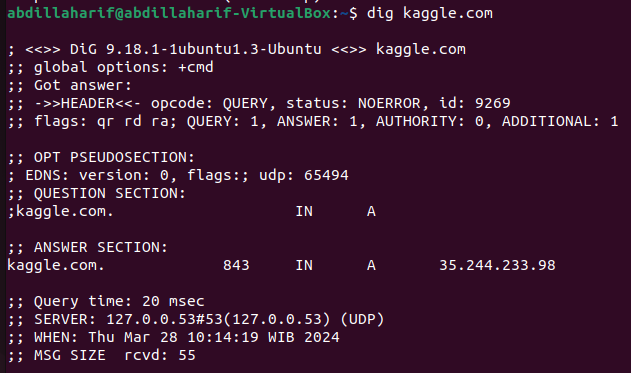 abdillaharif@abdillaharif-VirtualBox:~$ dig kaggle.com
; <<>> DiG 9.18.1-1ubuntu1.3-Ubuntu <<>> kaggle.com
;; global options: +cmd
;; Got answer:
;; ->>HEADER<<- opcode: QUERY, status: NOERROR, id: 9269
;; flags: qr rd ra; QUERY: 1, ANSWER: 1, AUTHORITY: 0, ADDITIONAL: 1
;; OPT PSEUDOSECTION:
; EDNS: version: 0, flags:; udp: 65494
;; QUESTION SECTION:
;kaggle.com. IN A
;; ANSWER SECTION:
kaggle.com. 843 IN A 35.244.233.98
;; Query time: 20 msec
;; SERVER: 127.0.0.53#53(127.0.0.53) (UDP)
;; WHEN: Thu Mar 28 10:14:19 WIB 2024
;; MSG SIZE rcvd: 55